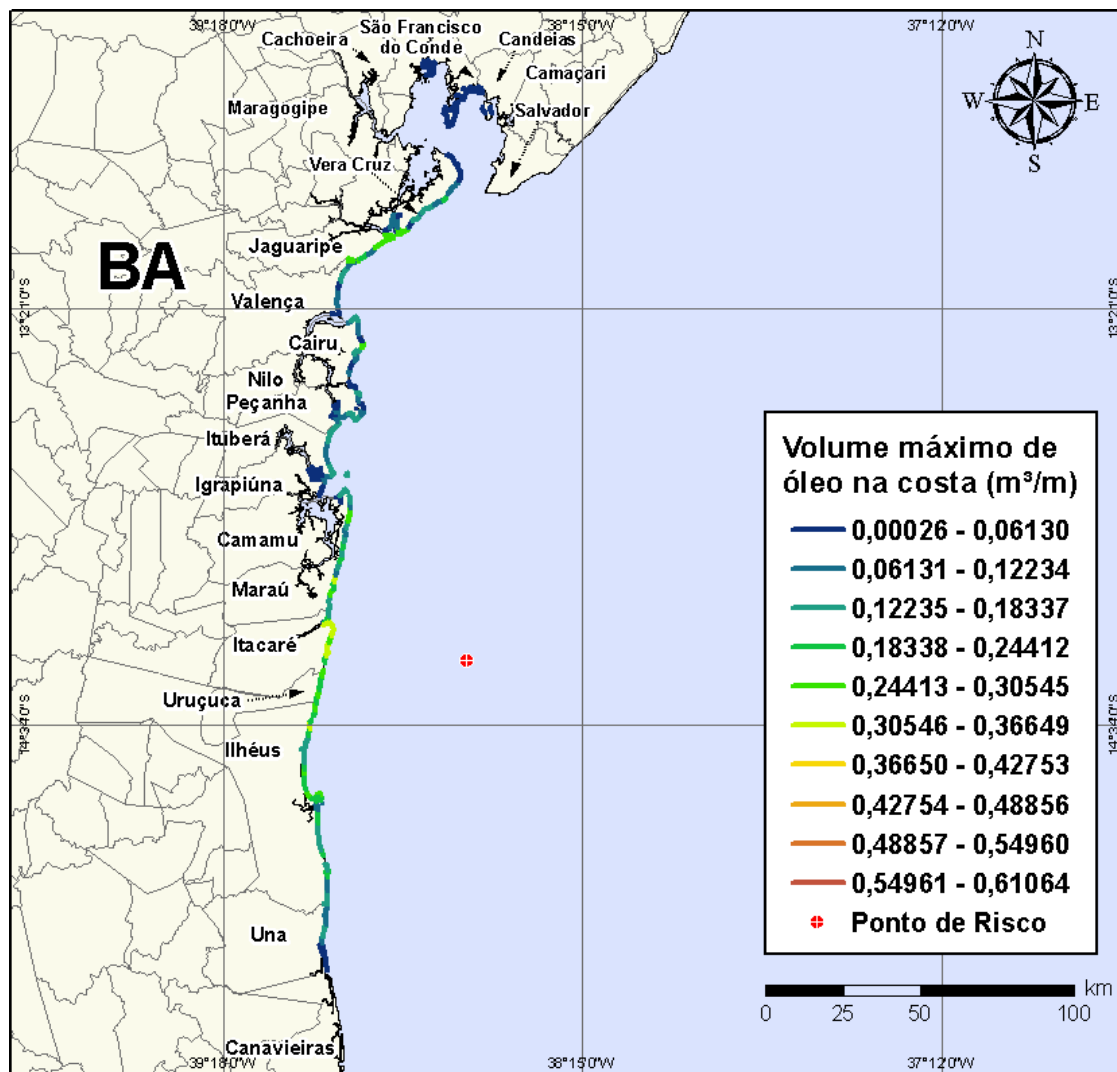 39°18'0"W
38°15'0"W
37°12'0"W
São Francisco
do Conde
Cachoeira
Candeias
Camaçari
Maragogipe
Salvador
Vera Cruz
Jaguaripe
BA
Valença
13°21'0"S
13°21'0"S
Cairu
Nilo
Peçanha
Ituberá
Igrapiúna
Camamu
Maraú
Itacaré
Uruçuca
14°34'0"S
14°34'0"S
Ilhéus
Una
Canavieiras
N
W
E
S
Volume máximo de
óleo na costa (m³/m)
0,00026 - 0,06130
0,06131 - 0,12234
0,12235 - 0,18337
0,18338 - 0,24412
0,24413 - 0,30545
0,30546 - 0,36649
0,36650 - 0,42753
0,42754 - 0,48856
0,48857 - 0,54960
0,54961 - 0,61064
Ponto de Risco
km
0 25 50 100
39°18'0"W
38°15'0"W
37°12'0"W